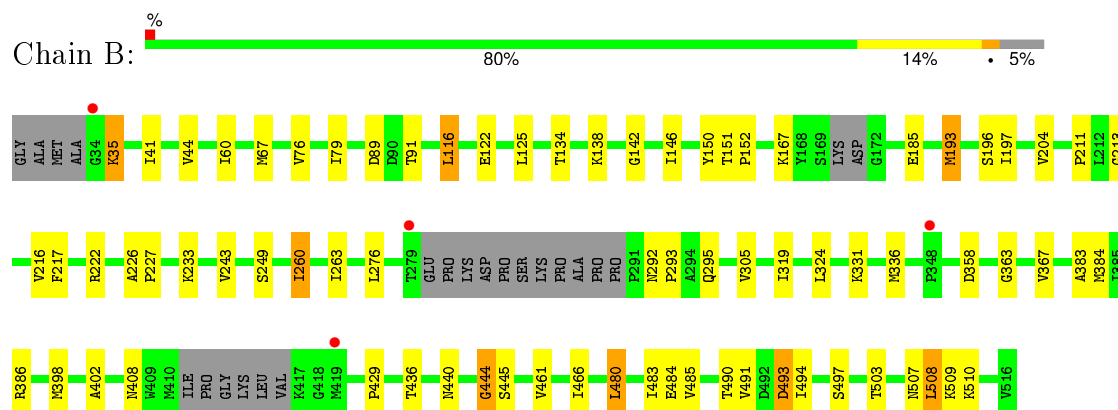 %
Chain B:
80% 14% • 5%
GLY ALA MET ALA G34 K35 I41 V44 I60 M67 V76 I79 D89 D90 T91 L116 E122 L125 T134 K138 G142 I146 Y150 T151 P152 K167 Y168 S169 LYS ASP G172 E185 M193 S196 I197 V204 P211 L212 G213
V216 F217 R222 A226 P227 K233 V243 S249 I260 I263 L276 T279 GLU PRO LYS ASP PRO SER LYS PRO ALA PRO PRO P291 N292 P293 A294 Q295 V305 I319 L324 K331 M336 P348 D358 G363 V367 A383 M384 I385
R386 M398 A402 N408 W409 M410 ILE PRO GLY LYS LEU VAL K417 G418 M419 P429 T436 N440 G444 S445 V461 I466 L480 I483 E484 V485 T490 V491 D492 D493 I494 S497 T503 N507 L508 K509 K510 V516